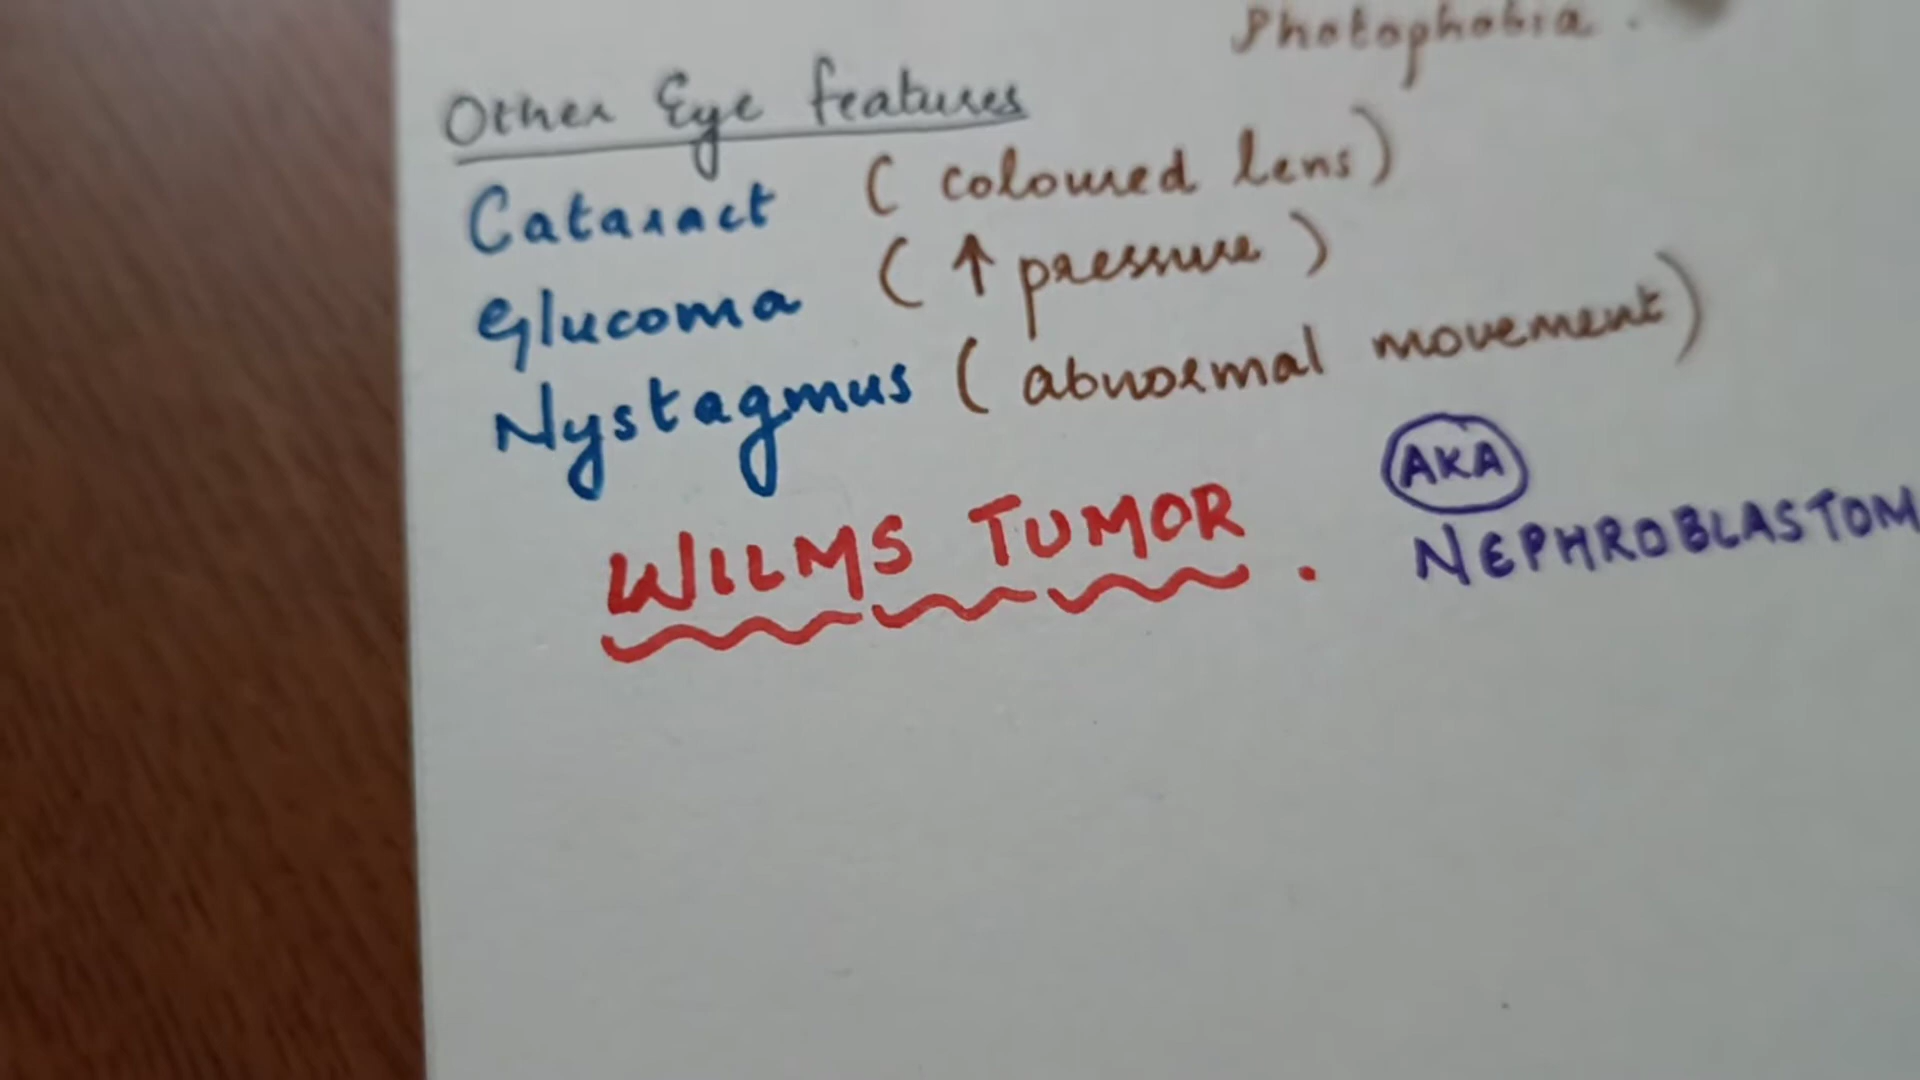 Photophobia.
Other Eye features
Cataract (coloured lens)
Glucoma (↑ pressure)
Nystagmus (abnormal movement)
AKA
WILMS TUMOR. NEPHROBLASTOM